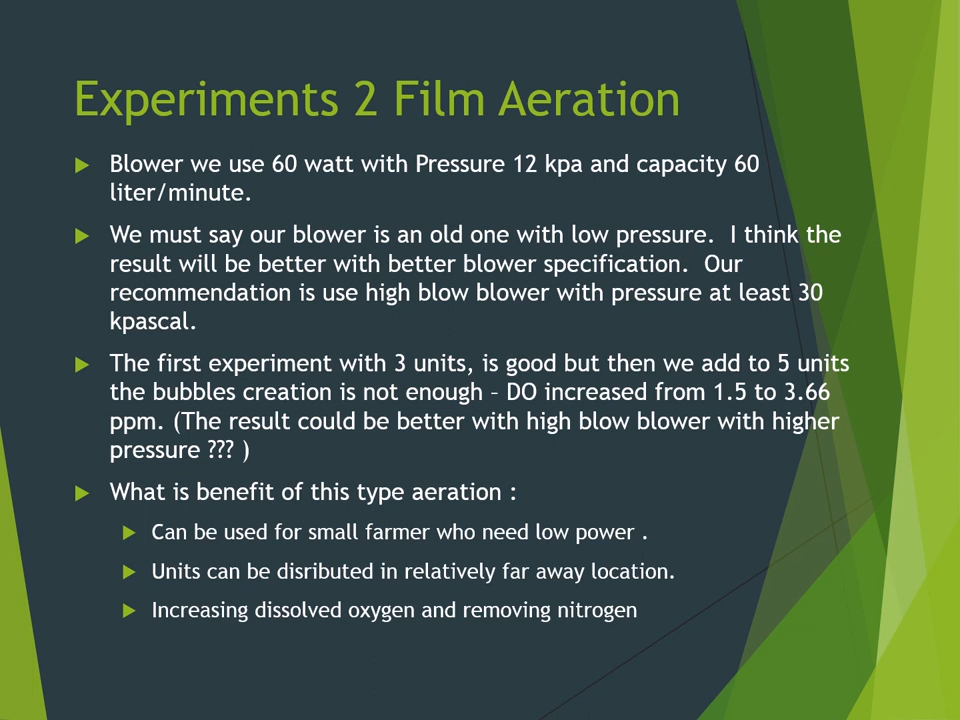 Experiments 2 Film Aeration
Blower we use 60 watt with Pressure 12 kpa and capacity 60
liter/minute.
We must say our blower is an old one with low pressure.  I think the
result will be better with better blower specification.  Our
recommendation is use high blow blower with pressure at least 30
kpascal.
The first experiment with 3 units, is good but then we add to 5 units
the bubbles creation is not enough – DO increased from 1.5 to 3.66
ppm. (The result could be better with high blow blower with higher
pressure ??? )
What is benefit of this type aeration :
Can be used for small farmer who need low power .
Units can be disributed in relatively far away location.
Increasing dissolved oxygen and removing nitrogen